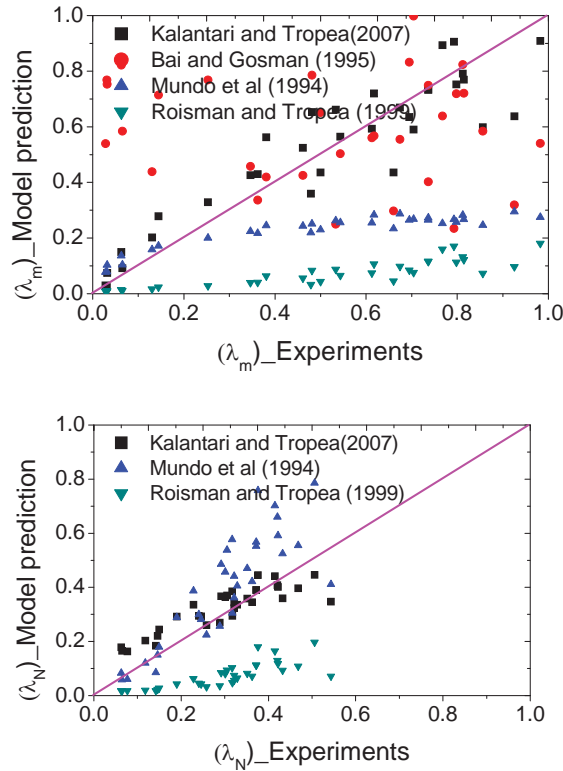 1.0
0.8
0.6
0.4
0.2
0.0
(λm)_Model prediction
Kalantari and Tropea(2007)
Bai and Gosman (1995)
Mundo et al (1994)
Roisman and Tropea (1999)
0.0 0.2 0.4 0.6 0.8 1.0
(λm)_Experiments
1.0
0.8
0.6
0.4
0.2
0.0
(λN)_Model prediction
Kalantari and Tropea(2007)
Mundo et al (1994)
Roisman and Tropea (1999)
0.0 0.2 0.4 0.6 0.8 1.0
(λN)_Experiments